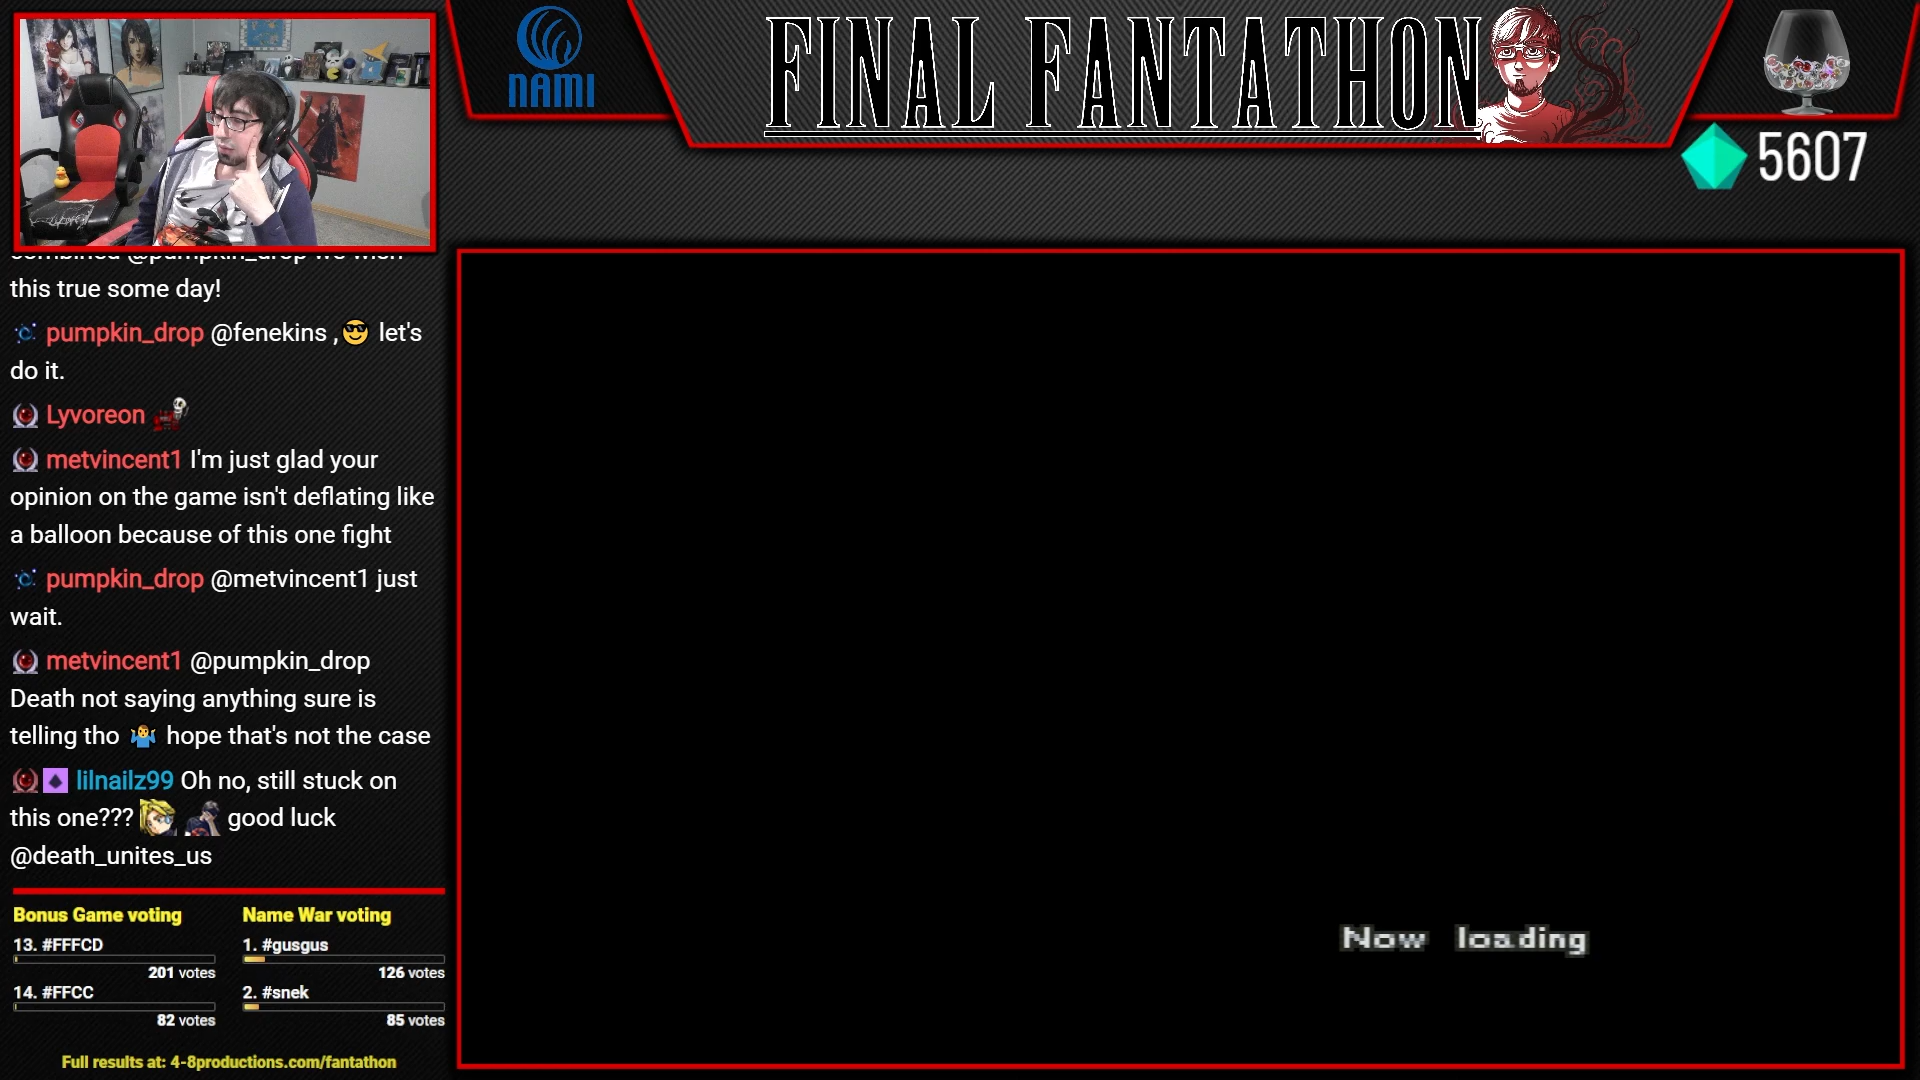 NAMI
FINAL FANTATHON
5607
combined @pumpkin_drop we wish
this true some day!
pumpkin_drop @fenekins ,😎 let's
do it.
Lyvoreon
metvincent1 I'm just glad your
opinion on the game isn't deflating like
a balloon because of this one fight
pumpkin_drop @metvincent1 just
wait.
metvincent1 @pumpkin_drop
Death not saying anything sure is
telling tho 🤷‍♂️ hope that's not the case
lilnailz99 Oh no, still stuck on
this one??? good luck
@death_unites_us
Bonus Game voting
13. #FFFCD
201 votes
14. #FFCC
82 votes
Name War voting
1. #gusgus
126 votes
2. #snek
85 votes
Full results at: 4-8productions.com/fantathon
Now loading